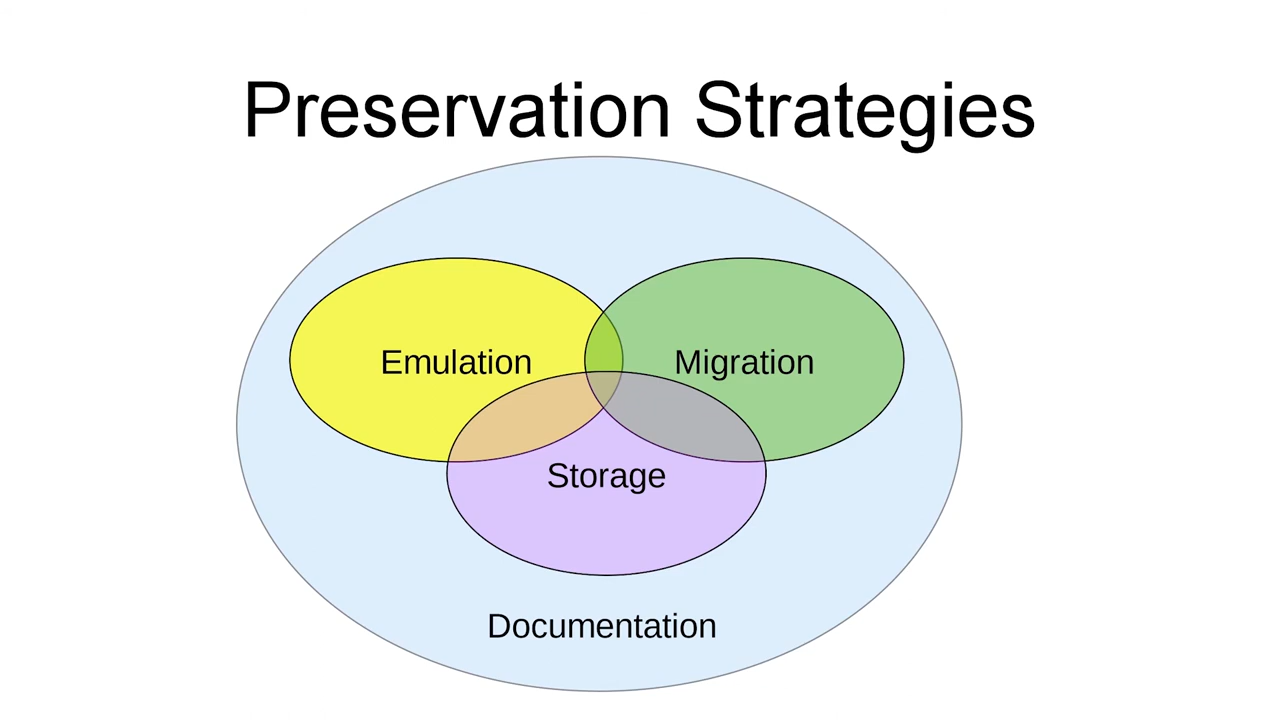 Preservation Strategies
Emulation
Migration
Storage
Documentation